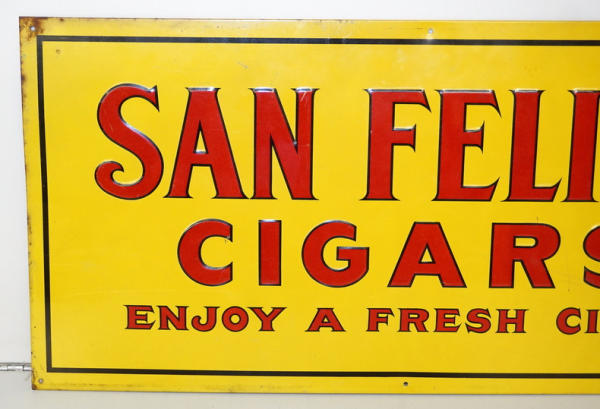 SAN FELI
CIGARS
ENJOY A FRESH CI